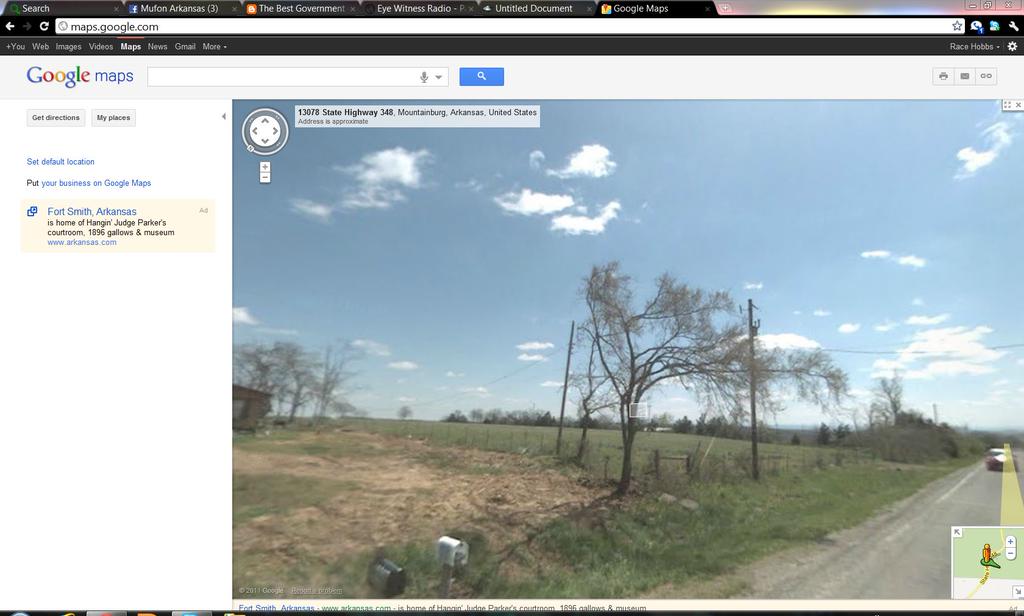 Search
Mufon Arkansas (3)
The Best Government
Eye Witness Radio - P
Untitled Document
Google Maps
maps.google.com
+You Web Images Videos Maps News Gmail More
Race Hobbs
Google maps
Get directions
My places
13078 State Highway 348, Mountainburg, Arkansas, United States
Address is approximate
Set default location
Put your business on Google Maps
Fort Smith, Arkansas
Ad
is home of Hangin' Judge Parker's
courtroom, 1896 gallows & museum
www.arkansas.com
© 2011 Google
Report a problem
Fort Smith, Arkansas - www.arkansas.com - is home of Hangin' Judge Parker's courtroom, 1896 gallows & museum
Ad